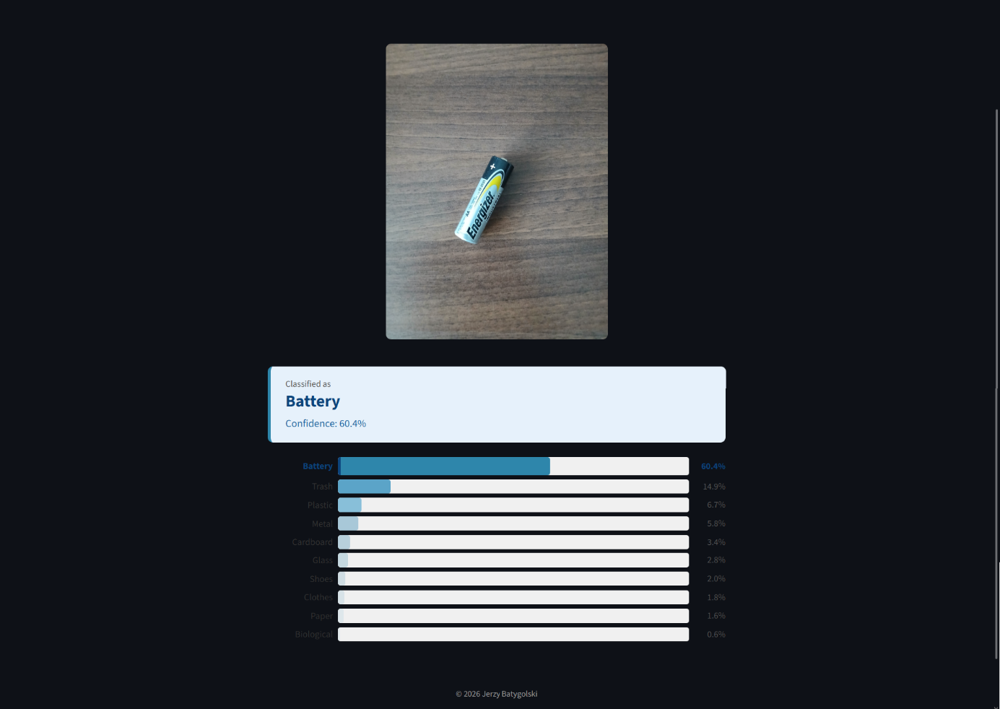 +
Energizer
Classified as
Battery
Confidence: 60.4%
Battery 60.4%
Trash 14.9%
Plastic 6.7%
Metal 5.8%
Cardboard 3.4%
Glass 2.8%
Shoes 2.0%
Clothes 1.8%
Paper 1.6%
Biological 0.6%
© 2026 Jerzy Batygolski